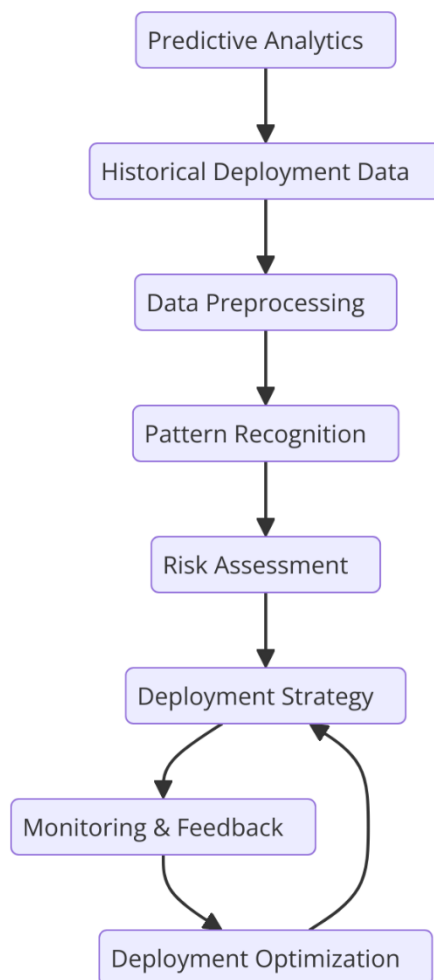 Predictive Analytics
Historical Deployment Data
Data Preprocessing
Pattern Recognition
Risk Assessment
Deployment Strategy
Monitoring & Feedback
Deployment Optimization